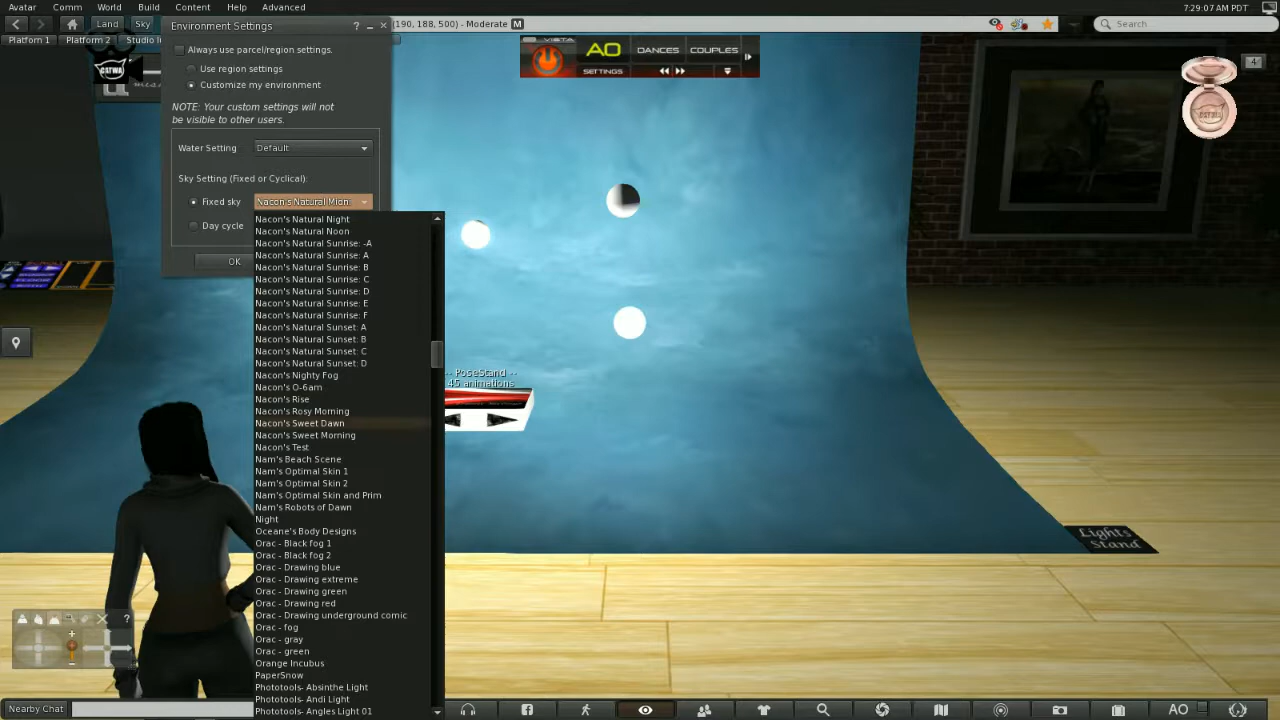 Avatar Comm World Build Content Help Advanced 7:29:07 AM PDT
Land Sky (190, 188, 500) - Moderate M Search
Platfom 1 Platfom 2 Studio
Environment Settings ?
Always use parcel/region settings.
Use region settings
Customize my environment
NOTE: Your custom settings will not
be visible to other users.
Water Setting Default
Sky Setting (Fixed or Cyclical):
Fixed sky Nacon's Natural Mion
Day cycle
OK
Nacon's Natural Night
Nacon's Natural Noon
Nacon's Natural Sunrise: -A
Nacon's Natural Sunrise: A
Nacon's Natural Sunrise: B
Nacon's Natural Sunrise: C
Nacon's Natural Sunrise: D
Nacon's Natural Sunrise: E
Nacon's Natural Sunrise: F
Nacon's Natural Sunset: A
Nacon's Natural Sunset: B
Nacon's Natural Sunset: C
Nacon's Natural Sunset: D
Nacon's Nighty Fog
Nacon's O-6am
Nacon's Rise
Nacon's Rosy Morning
Nacon's Sweet Dawn
Nacon's Sweet Morning
Nacon's Test
Nam's Beach Scene
Nam's Optimal Skin 1
Nam's Optimal Skin 2
Nam's Optimal Skin and Prim
Nam's Robots of Dawn
Night
Oceane's Body Designs
Orac - Black fog 1
Orac - Black fog 2
Orac - Drawing blue
Orac - Drawing extreme
Orac - Drawing green
Orac - Drawing red
Orac - Drawing underground comic
Orac - fog
Orac - gray
Orac - green
Orange Incubus
PaperSnow
Phototools- Absinthe Light
Phototools- Andi Light
Phototools- Angles Light 01
CATWA
VISTA
AO DANCES COUPLES
SETTINGS
4
CATWA
-- PoseStand --
45 animations
Lights
Stand
?
Nearby Chat AO